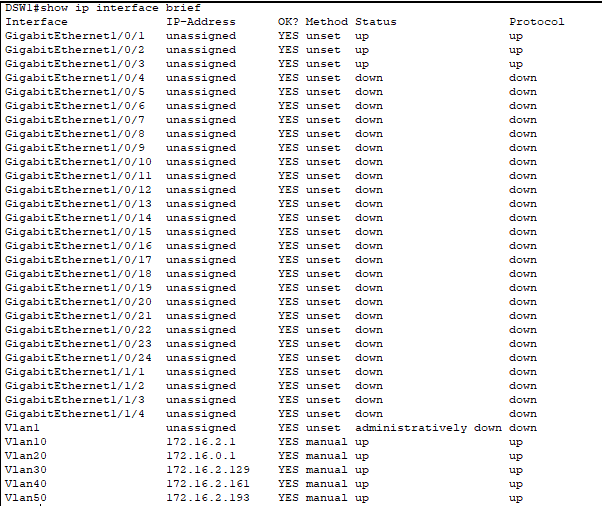 DSW1#show ip interface brief
Interface IP-Address OK? Method Status Protocol
GigabitEthernet1/0/1 unassigned YES unset up up
GigabitEthernet1/0/2 unassigned YES unset up up
GigabitEthernet1/0/3 unassigned YES unset up up
GigabitEthernet1/0/4 unassigned YES unset down down
GigabitEthernet1/0/5 unassigned YES unset down down
GigabitEthernet1/0/6 unassigned YES unset down down
GigabitEthernet1/0/7 unassigned YES unset down down
GigabitEthernet1/0/8 unassigned YES unset down down
GigabitEthernet1/0/9 unassigned YES unset down down
GigabitEthernet1/0/10 unassigned YES unset down down
GigabitEthernet1/0/11 unassigned YES unset down down
GigabitEthernet1/0/12 unassigned YES unset down down
GigabitEthernet1/0/13 unassigned YES unset down down
GigabitEthernet1/0/14 unassigned YES unset down down
GigabitEthernet1/0/15 unassigned YES unset down down
GigabitEthernet1/0/16 unassigned YES unset down down
GigabitEthernet1/0/17 unassigned YES unset down down
GigabitEthernet1/0/18 unassigned YES unset down down
GigabitEthernet1/0/19 unassigned YES unset down down
GigabitEthernet1/0/20 unassigned YES unset down down
GigabitEthernet1/0/21 unassigned YES unset down down
GigabitEthernet1/0/22 unassigned YES unset down down
GigabitEthernet1/0/23 unassigned YES unset down down
GigabitEthernet1/0/24 unassigned YES unset down down
GigabitEthernet1/1/1 unassigned YES unset down down
GigabitEthernet1/1/2 unassigned YES unset down down
GigabitEthernet1/1/3 unassigned YES unset down down
GigabitEthernet1/1/4 unassigned YES unset down down
Vlan1 unassigned YES unset administratively down down
Vlan10 172.16.2.1 YES manual up up
Vlan20 172.16.0.1 YES manual up up
Vlan30 172.16.2.129 YES manual up up
Vlan40 172.16.2.161 YES manual up up
Vlan50 172.16.2.193 YES manual up up